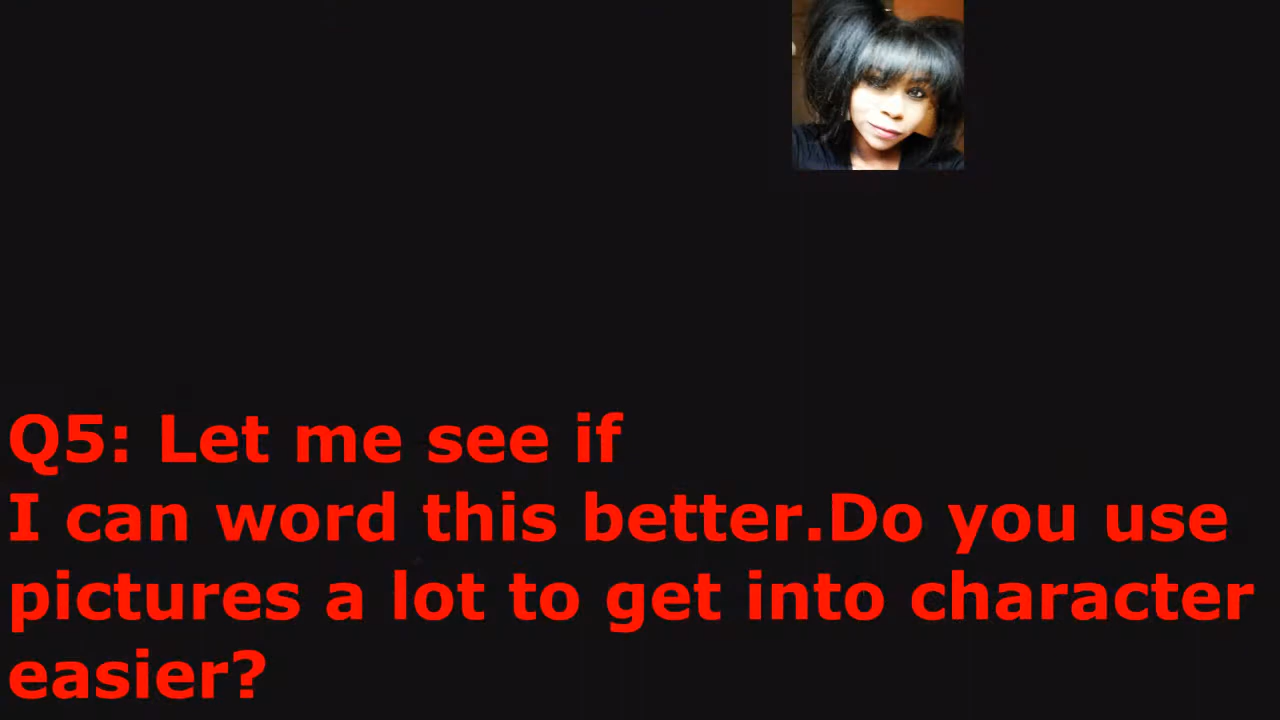 Q5: Let me see if
I can word this better.Do you use
pictures a lot to get into character
easier?